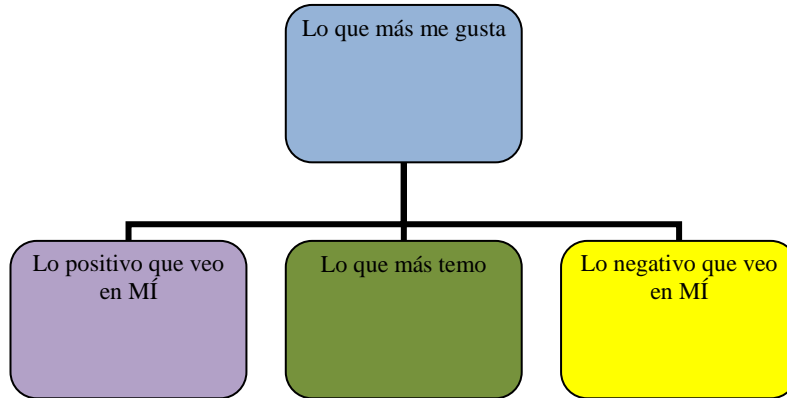 Lo que más me gusta
Lo positivo que veo
en MÍ
Lo que más temo
Lo negativo que veo
en MÍ